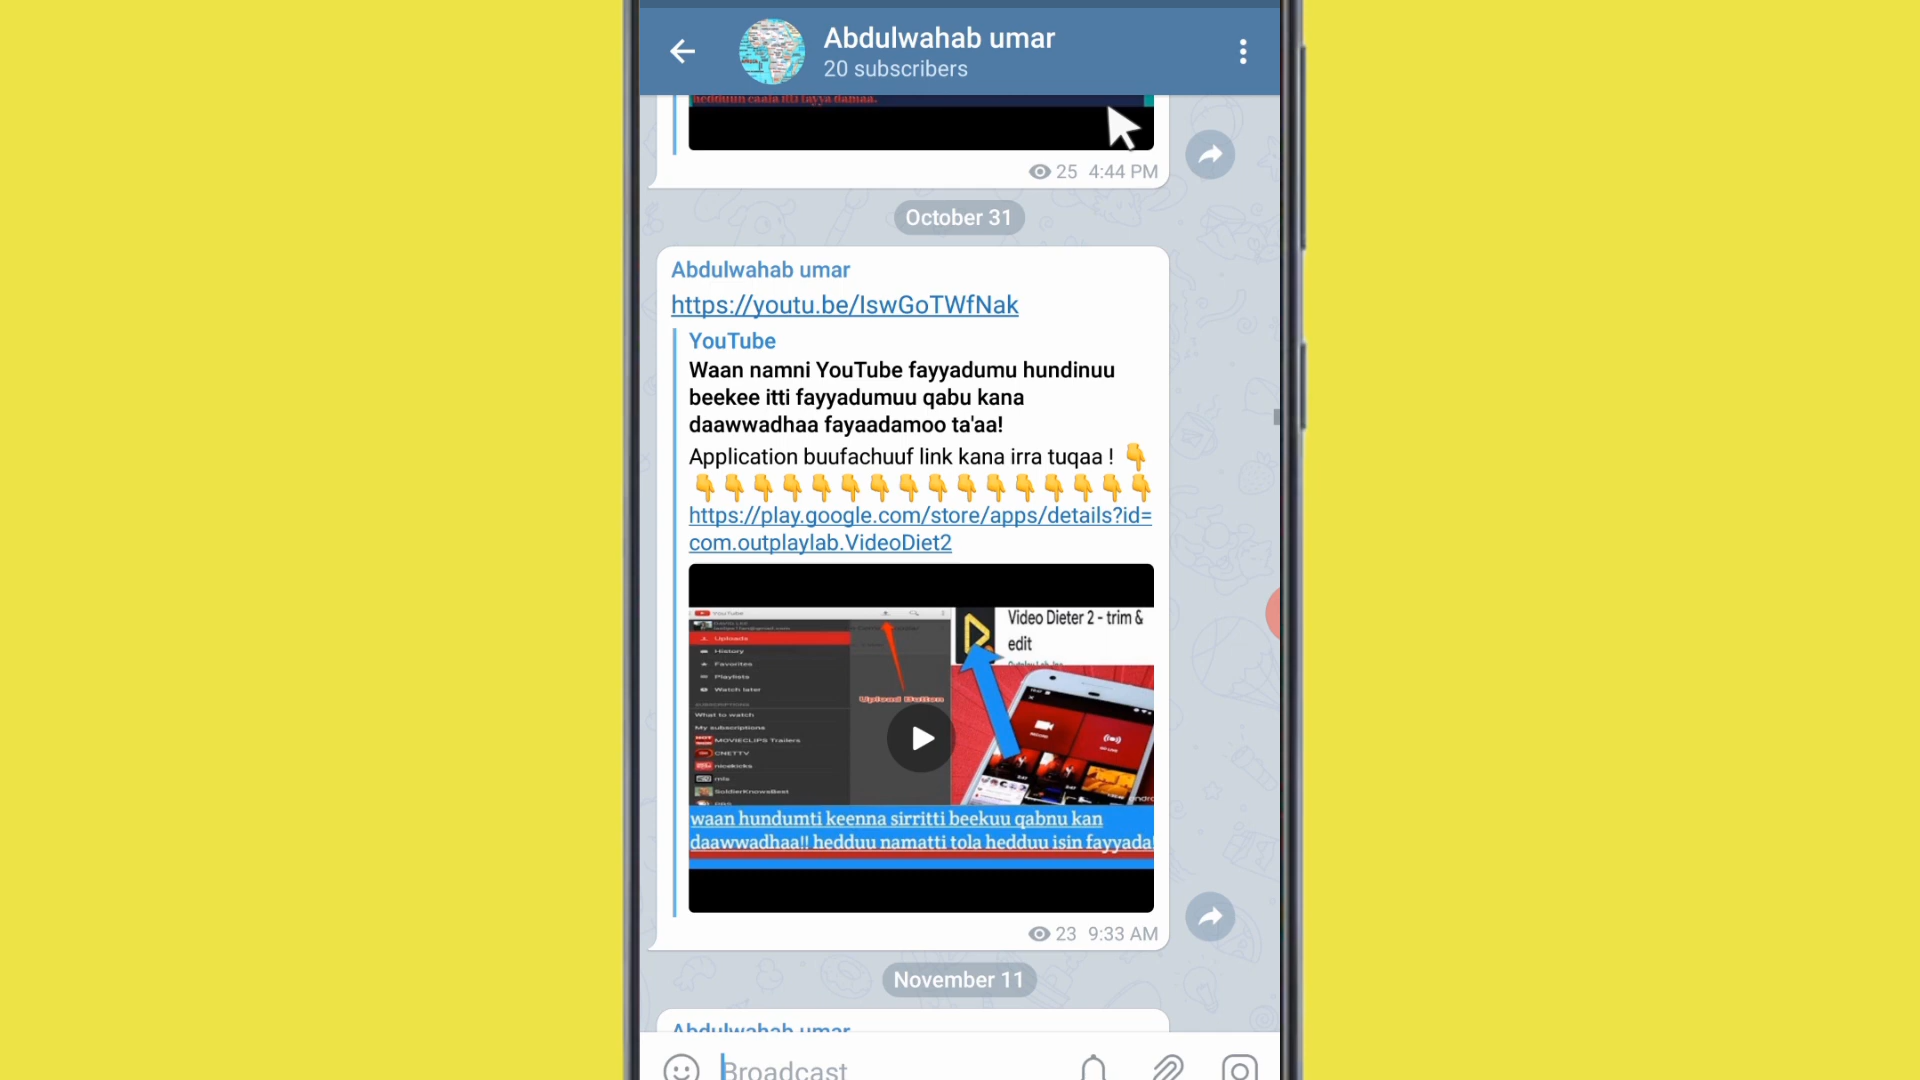 Abdulwahab umar
20 subscribers
hedduun caala itti fayya damaa.
25 4:44 PM
October 31
Abdulwahab umar
https://youtu.be/IswGoTWfNak
YouTube
Waan namni YouTube fayyadumu hundinuu
beekee itti fayyadumuu qabu kana
daawwadhaa fayaadamoo ta'aa!
Application buufachuuf link kana irra tuqaa ! 👇
👇👇👇👇👇👇👇👇👇👇👇👇👇👇👇👇
https://play.google.com/store/apps/details?id=
com.outplaylab.VideoDiet2
YouTube
Uploads
History
Favorites
Playlists
Watch later
What to watch
My subscriptions
MOVIECLIPS Trailers
CNETTV
nicekicks
SoldierKnowsBest
Upload Button
Video Dieter 2 - trim &
edit
waan hundumti keenna sirritti beekuu qabnu kan
daawwadhaa!! hedduu namatti tola hedduu isin fayyada!
23 9:33 AM
November 11
Abdulwahab umar
Broadcast